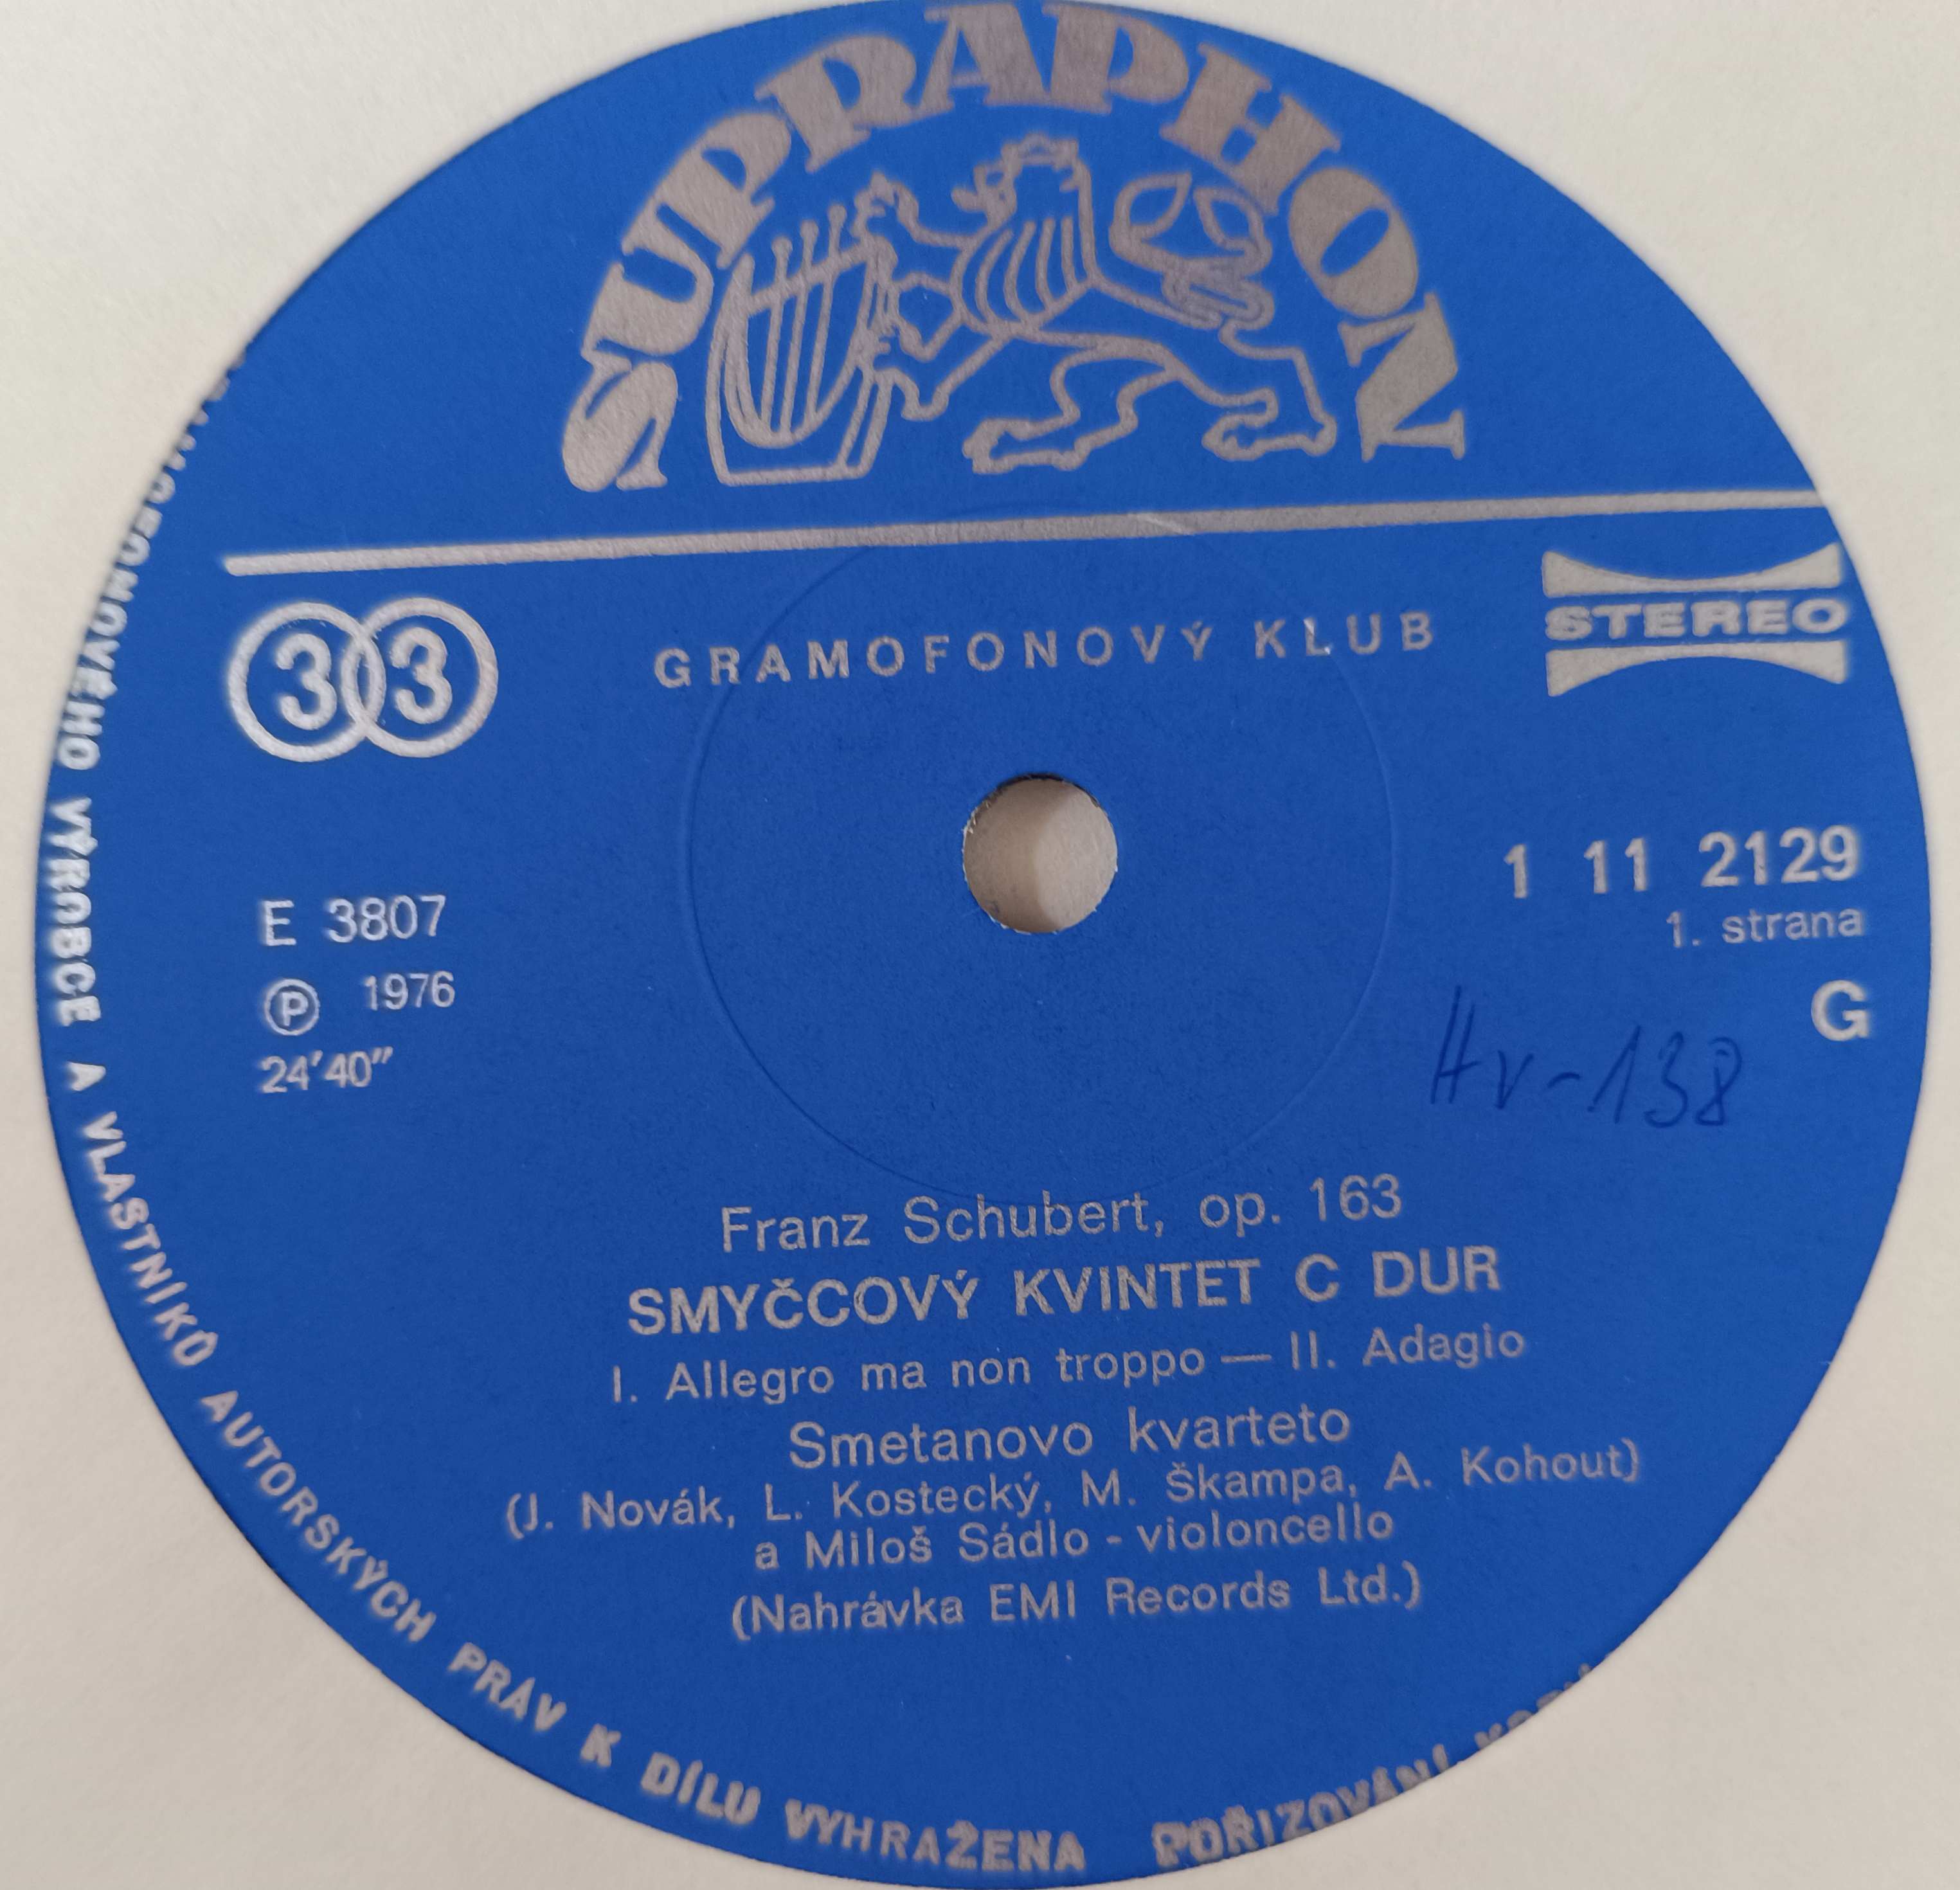 SUPRAPHON
33
GRAMOFONOVÝ KLUB
STEREO
E 3807
Ⓟ 1976
24'40"
1 11 2129
1. strana
G
Hv-138
Franz Schubert, op. 163
SMYČCOVÝ KVINTET C DUR
I. Allegro ma non troppo — II. Adagio
Smetanovo kvarteto
(J. Novák, L. Kostecký, M. Škampa, A. Kohout)
a Miloš Sádlo - violoncello
(Nahrávka EMI Records Ltd.)
VÝROBCE A VLASTNÍKŮ AUTORSKÝCH PRÁV K DÍLU VYHRAŽENA POŘIZOVÁNÍ